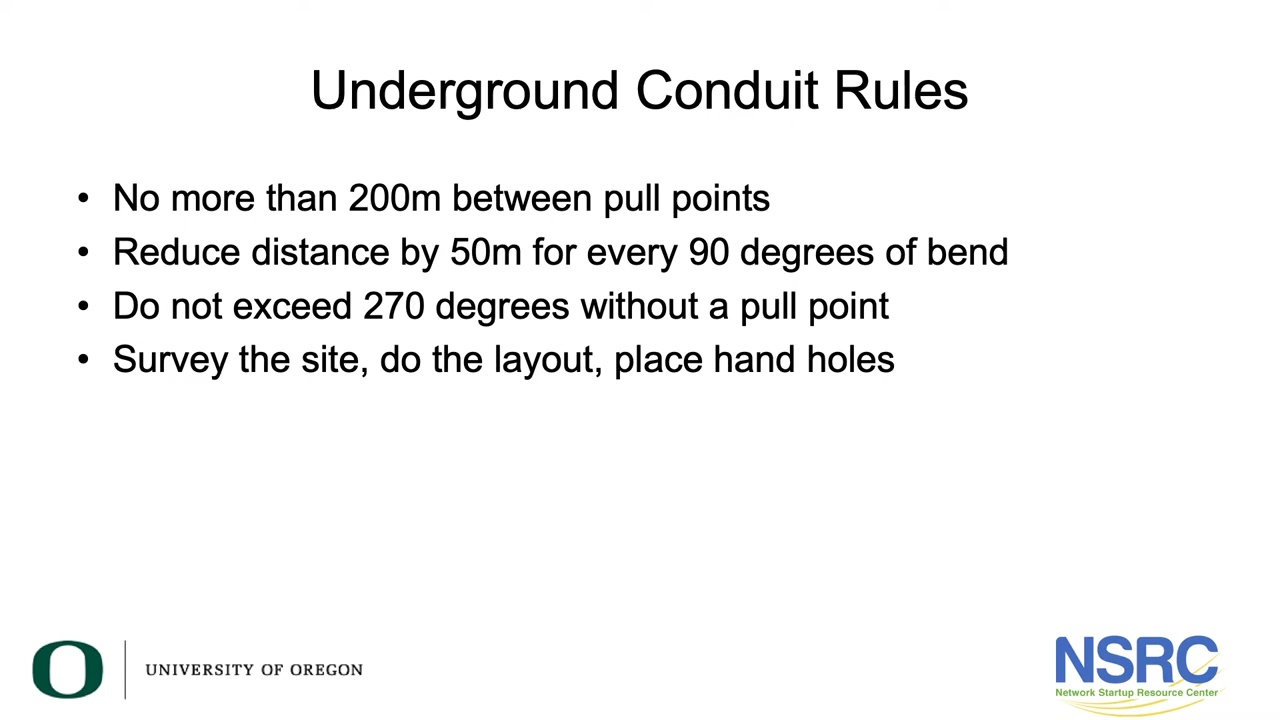 Underground Conduit Rules
• No more than 200m between pull points
• Reduce distance by 50m for every 90 degrees of bend
• Do not exceed 270 degrees without a pull point
• Survey the site, do the layout, place hand holes
O
UNIVERSITY OF OREGON
NSRC
Network Startup Resource Center